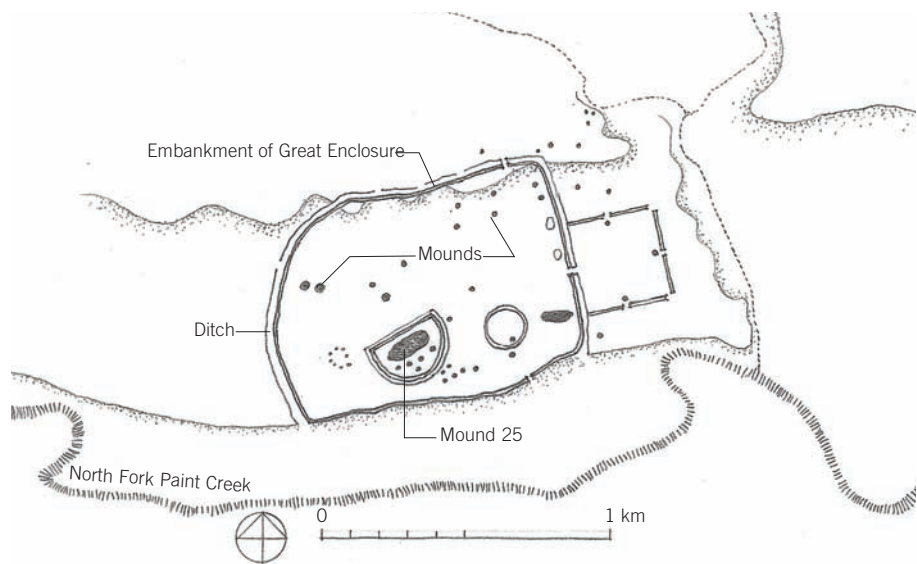 Embankment of Great Enclosure
Mounds
Ditch
Mound 25
North Fork Paint Creek
0 1 km